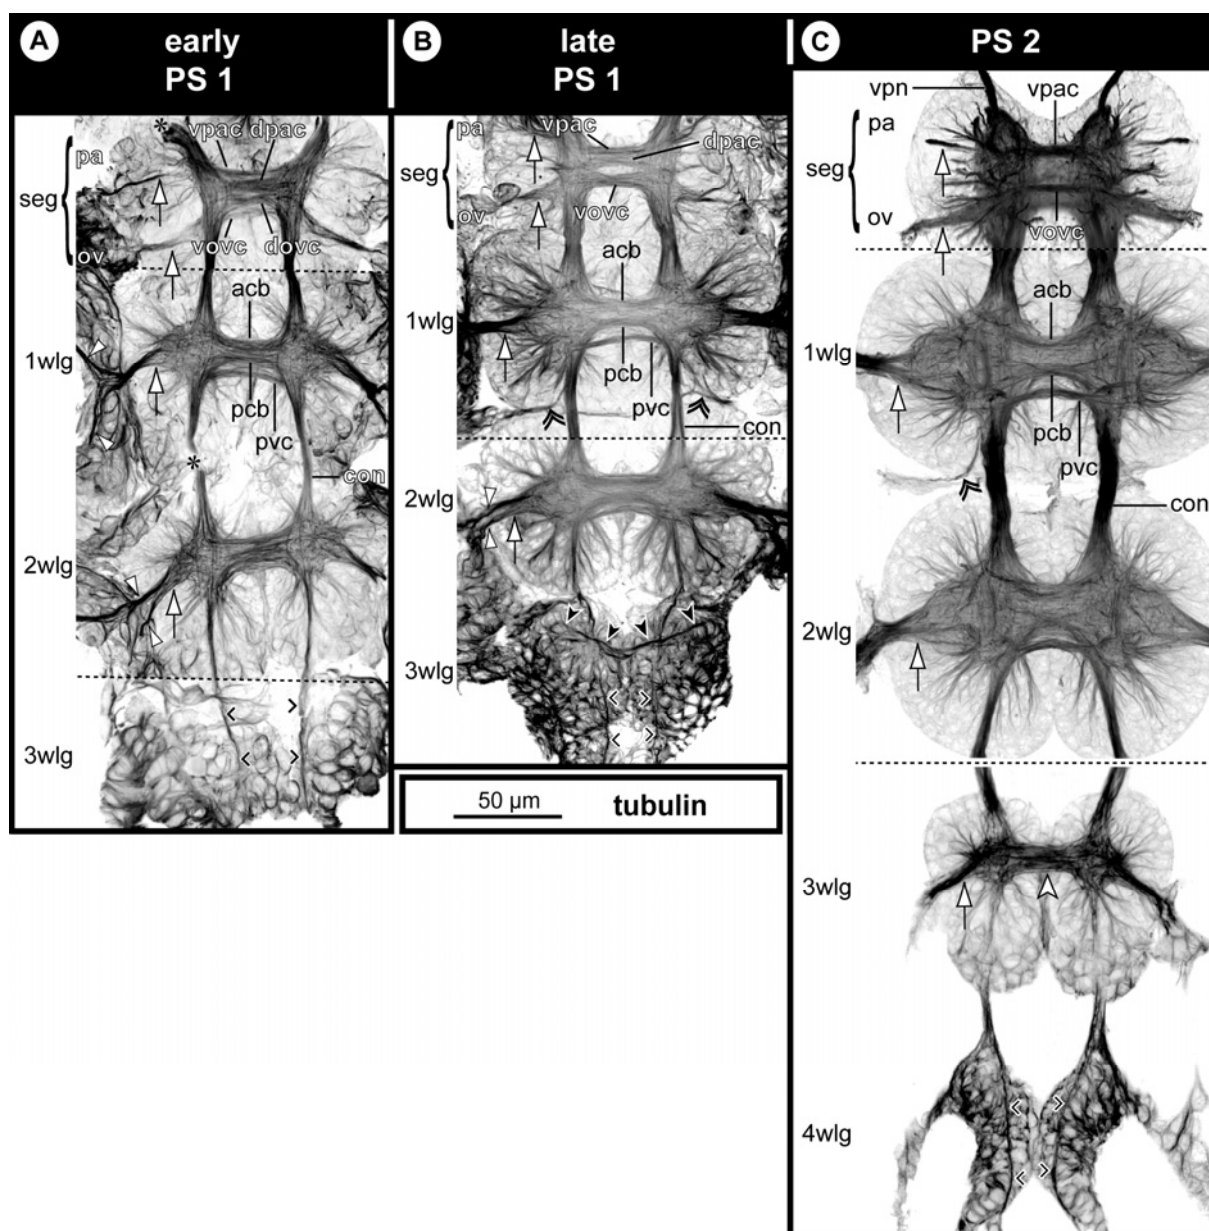 A early PS 1
vpac dpac
pa
seg
ov
vovc dovc
acb
1wlg
pcb
pvc
con
2wlg
3wlg
B late PS 1
pa vpac
dpac
seg
ov
vovc
acb
1wlg
pcb
pvc
con
2wlg
3wlg
50 µm tubulin
C PS 2
vpn vpac
pa
seg
ov
vovc
acb
1wlg
pcb
pvc
con
2wlg
3wlg
4wlg